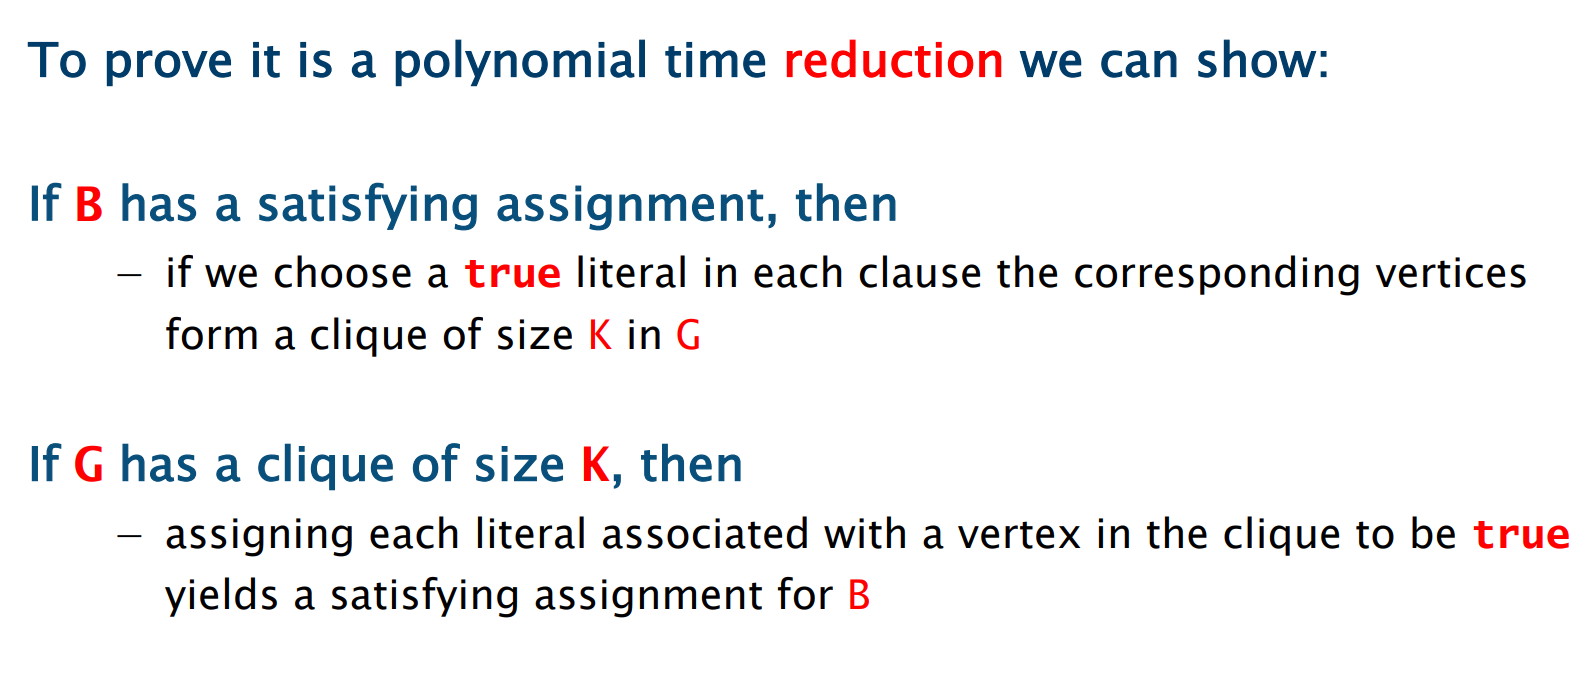 To prove it is a polynomial time reduction we can show:
If B has a satisfying assignment, then
– if we choose a true literal in each clause the corresponding vertices
form a clique of size K in G
If G has a clique of size K, then
– assigning each literal associated with a vertex in the clique to be true
yields a satisfying assignment for B